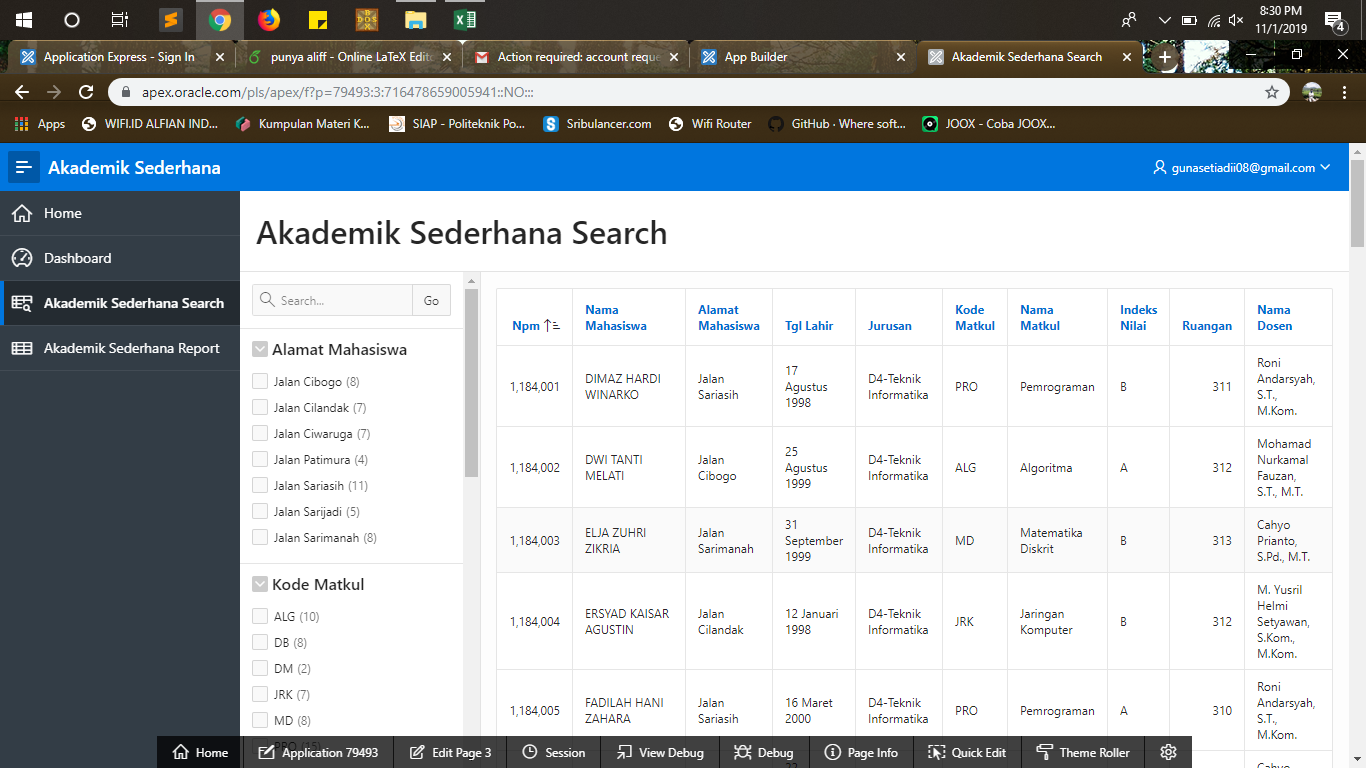 8:30 PM
11/1/2019
4
Application Express - Sign In
punya aliff - Online LaTeX Edit
Action required: account reque
App Builder
Akademik Sederhana Search
apex.oracle.com/pls/apex/f?p=79493:3:716478659005941::NO:::
Apps
WIFI.ID ALFIAN IND...
Kumpulan Materi K...
SIAP - Politeknik Po...
Sribulancer.com
Wifi Router
GitHub · Where soft...
JOOX - Coba JOOX...
Akademik Sederhana
gunasetiadii08@gmail.com
Home
Dashboard
Akademik Sederhana Search
Akademik Sederhana Report
Akademik Sederhana Search
Search...
Go
Alamat Mahasiswa
Jalan Cibogo (8)
Jalan Cilandak (7)
Jalan Ciwaruga (7)
Jalan Patimura (4)
Jalan Sariasih (11)
Jalan Sarijadi (5)
Jalan Sarimanah (8)
Kode Matkul
ALG (10)
DB (8)
DM (2)
JRK (7)
MD (8)
Npm
Nama
Mahasiswa
Alamat
Mahasiswa
Tgl Lahir
Jurusan
Kode
Matkul
Nama
Matkul
Indeks
Nilai
Ruangan
Nama
Dosen
1,184,001
DIMAZ HARDI
WINARKO
Jalan
Sariasih
17
Agustus
1998
D4-Teknik
Informatika
PRO
Pemrograman
B
311
Roni
Andarsyah,
S.T.,
M.Kom.
1,184,002
DWI TANTI
MELATI
Jalan
Cibogo
25
Agustus
1999
D4-Teknik
Informatika
ALG
Algoritma
A
312
Mohamad
Nurkamal
Fauzan,
S.T., M.T.
1,184,003
ELJA ZUHRI
ZIKRIA
Jalan
Sarimanah
31
September
1999
D4-Teknik
Informatika
MD
Matematika
Diskrit
B
313
Cahyo
Prianto,
S.Pd., M.T.
1,184,004
ERSYAD KAISAR
AGUSTIN
Jalan
Cilandak
12 Januari
1998
D4-Teknik
Informatika
JRK
Jaringan
Komputer
B
312
M. Yusril
Helmi
Setyawan,
S.Kom.,
M.Kom.
1,184,005
FADILAH HANI
ZAHARA
Jalan
Sariasih
16 Maret
2000
D4-Teknik
Informatika
PRO
Pemrograman
A
310
Roni
Andarsyah,
S.T.,
M.Kom.
Home
Application 79493
Edit Page 3
Session
View Debug
Debug
Page Info
Quick Edit
Theme Roller